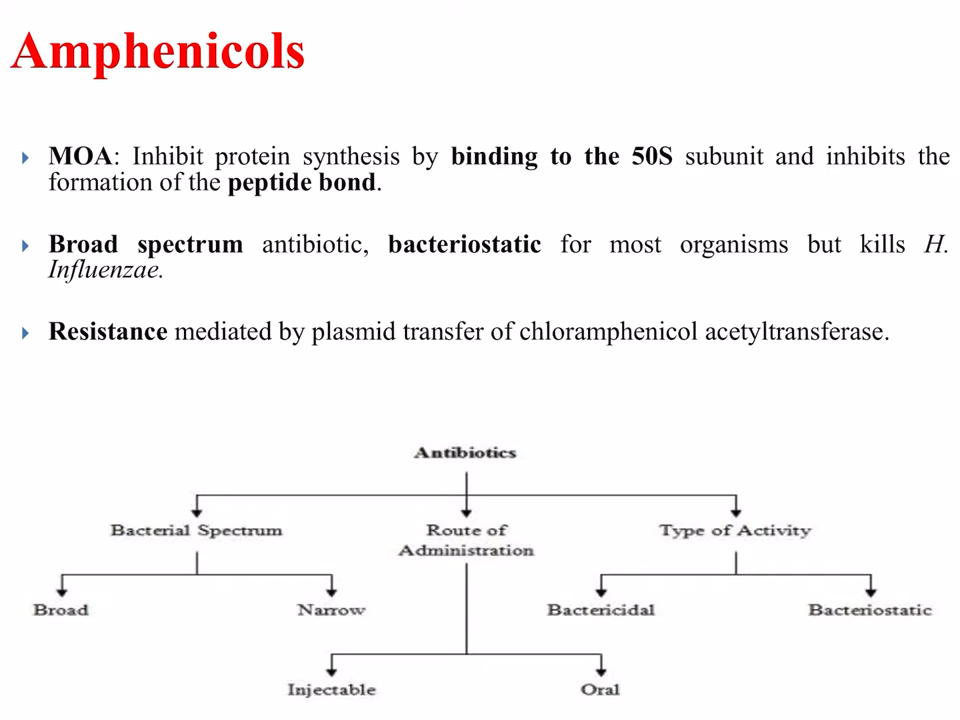 Amphenicols
MOA: Inhibit protein synthesis by binding to the 50S subunit and inhibits the
formation of the peptide bond.
Broad spectrum antibiotic, bacteriostatic for most organisms but kills H.
Influenzae.
Resistance mediated by plasmid transfer of chloramphenicol acetyltransferase.
Antibiotics
Bacterial Spectrum
Route of
Administration
Type of Activity
Broad
Narrow
Bactericidal
Bacteriostatic
Injectable
Oral